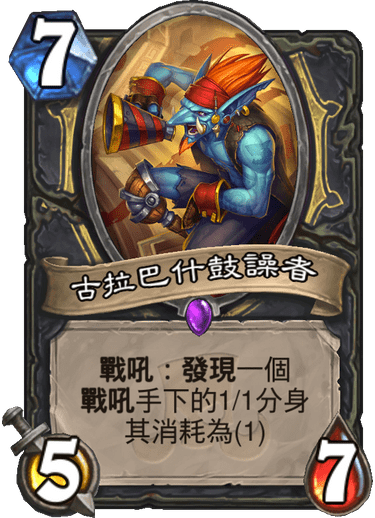 7
古拉巴什鼓譟者
戰吼：發現一個
戰吼手下的1/1分身
其消耗為(1)
5
7